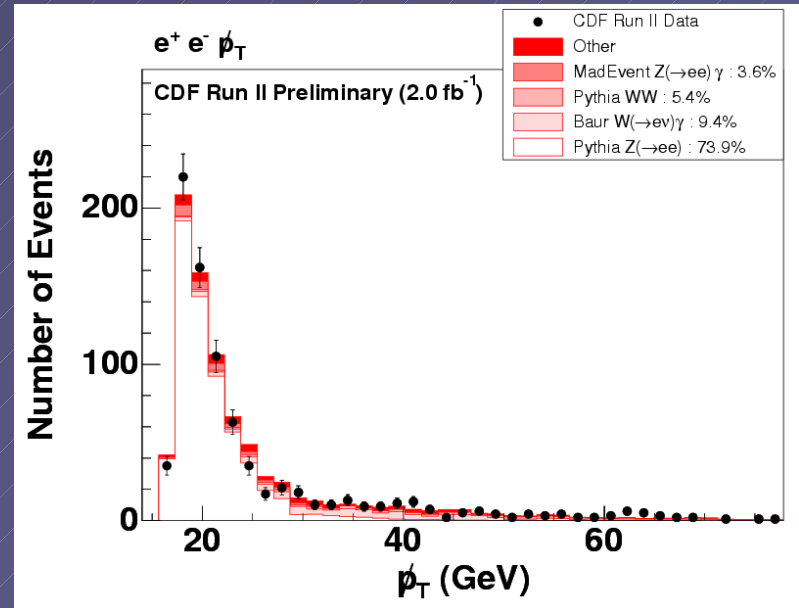 e⁺ e⁻ p̸_T
CDF Run II Preliminary (2.0 fb⁻¹)
CDF Run II Data
Other
MadEvent Z(→ee) γ : 3.6%
Pythia WW : 5.4%
Baur W(→eν)γ : 9.4%
Pythia Z(→ee) : 73.9%
Number of Events
200
100
0
20 40 60
p̸_T (GeV)